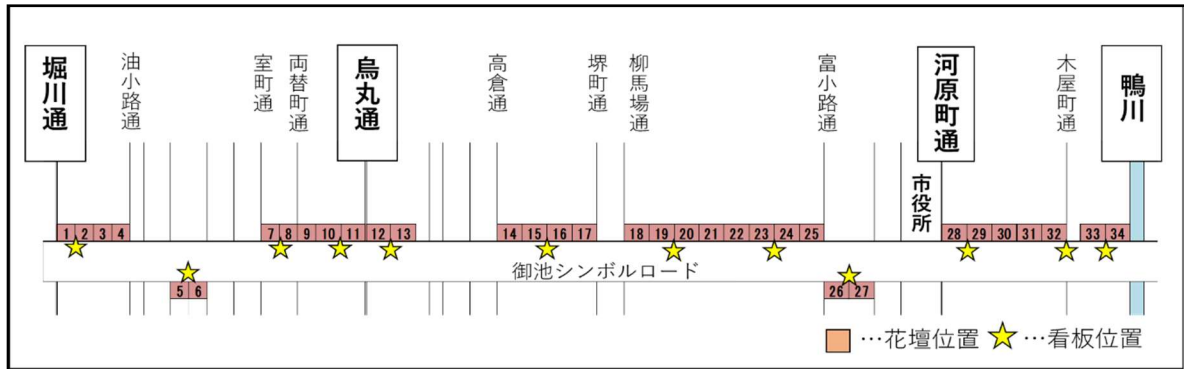 堀川通
油小路通
室町通
両替町通
烏丸通
高倉通
堺町通
柳馬場通
富小路通
市役所
河原町通
木屋町通
鴨川
1 2 3 4
7 8 9 10 11 12 13
14 15 16 17
18 19 20 21 22 23 24 25
28 29 30 31 32 33 34
御池シンボルロード
5 6
26 27
…花壇位置 …看板位置